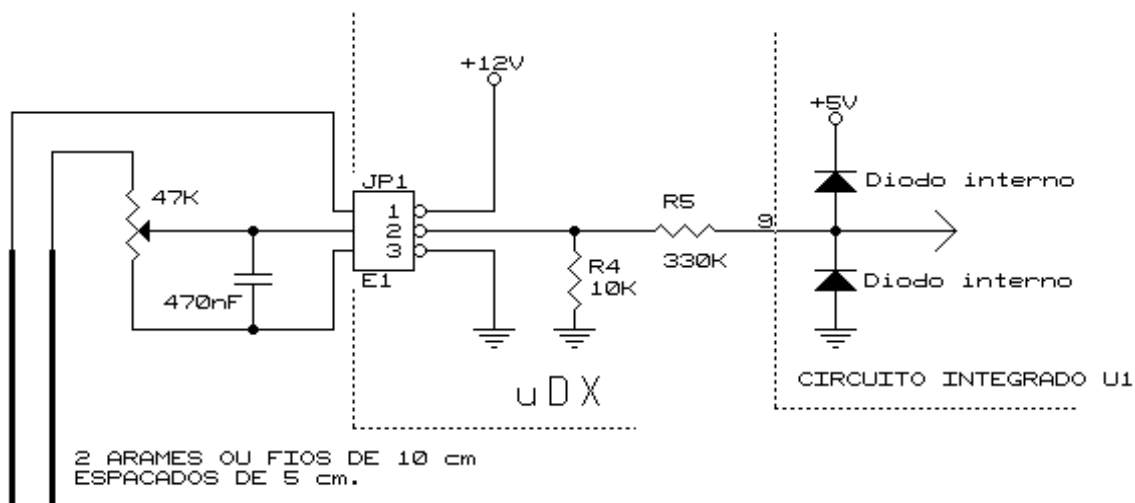 +12V
+5V
JP1
Diodo interno
47K
R5
1
2
9
3
330K
R4
10K
E1
470nF
Diodo interno
uDX
CIRCUITO INTEGRADO U1
2 ARAMES OU FIOS DE 10 cm
ESPACADOS DE 5 cm.